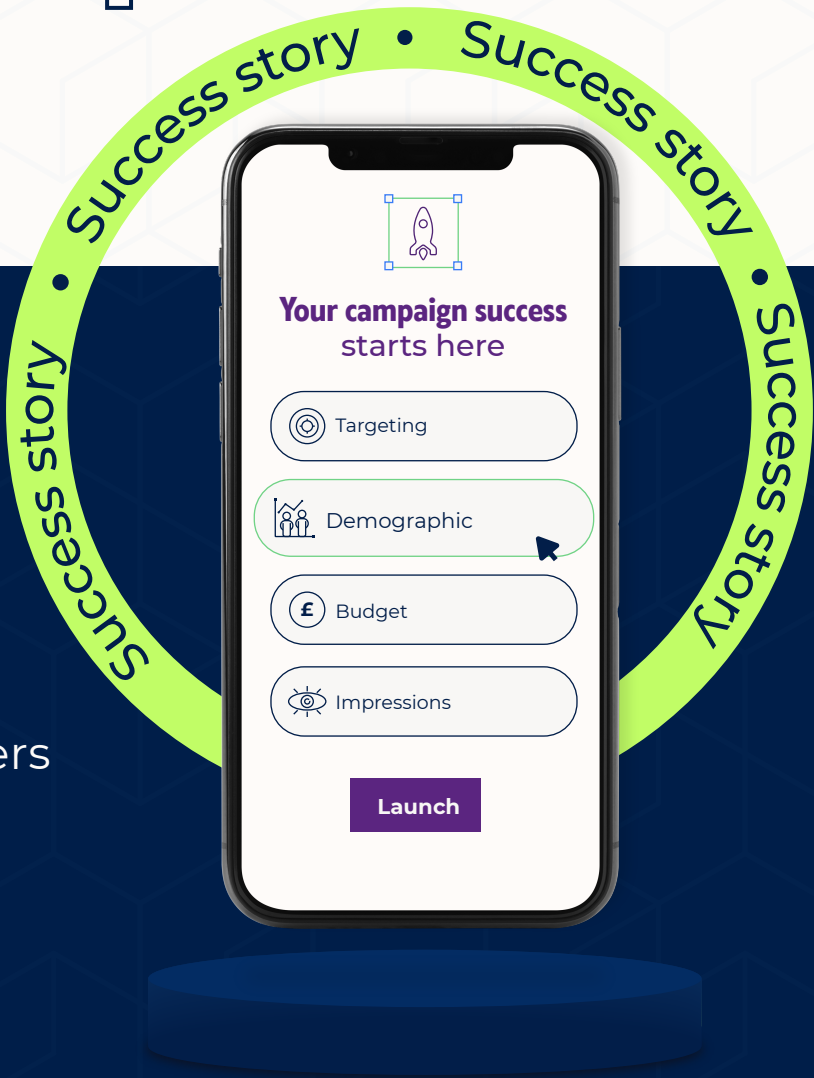 Success story • Success story • Success story • Success story
Your campaign success
starts here
Targeting
Demographic
£ Budget
Impressions
Launch
ers